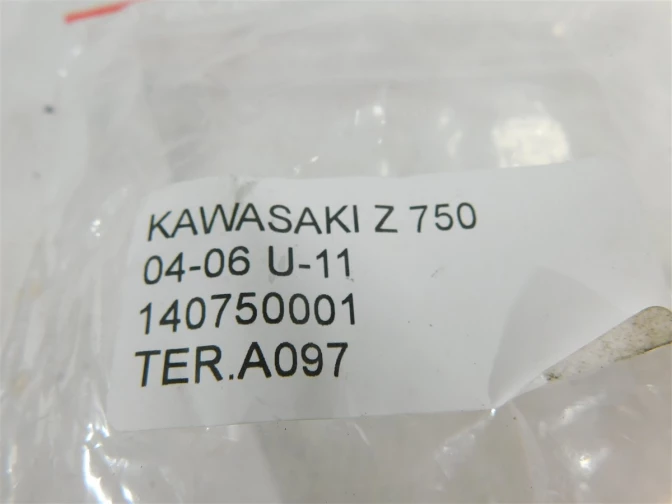 KAWASAKI Z 750
04-06 U-11
140750001
TER.A097